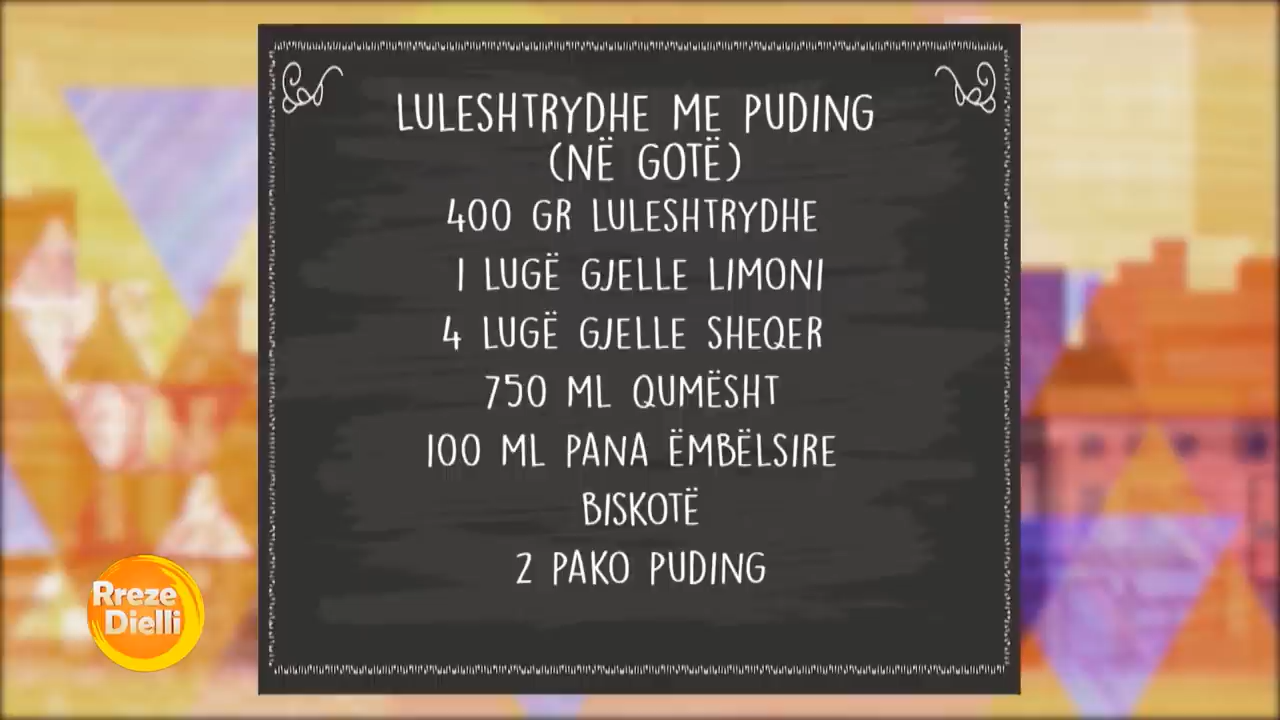 LULESHTRYDHE ME PUDING
(NË GOTË)
400 GR LULESHTRYDHE
1 LUGË GJELLE LIMONI
4 LUGË GJELLE SHEQER
750 ML QUMËSHT
100 ML PANA ËMBËLSIRE
BISKOTË
2 PAKO PUDING
Rreze
Dielli